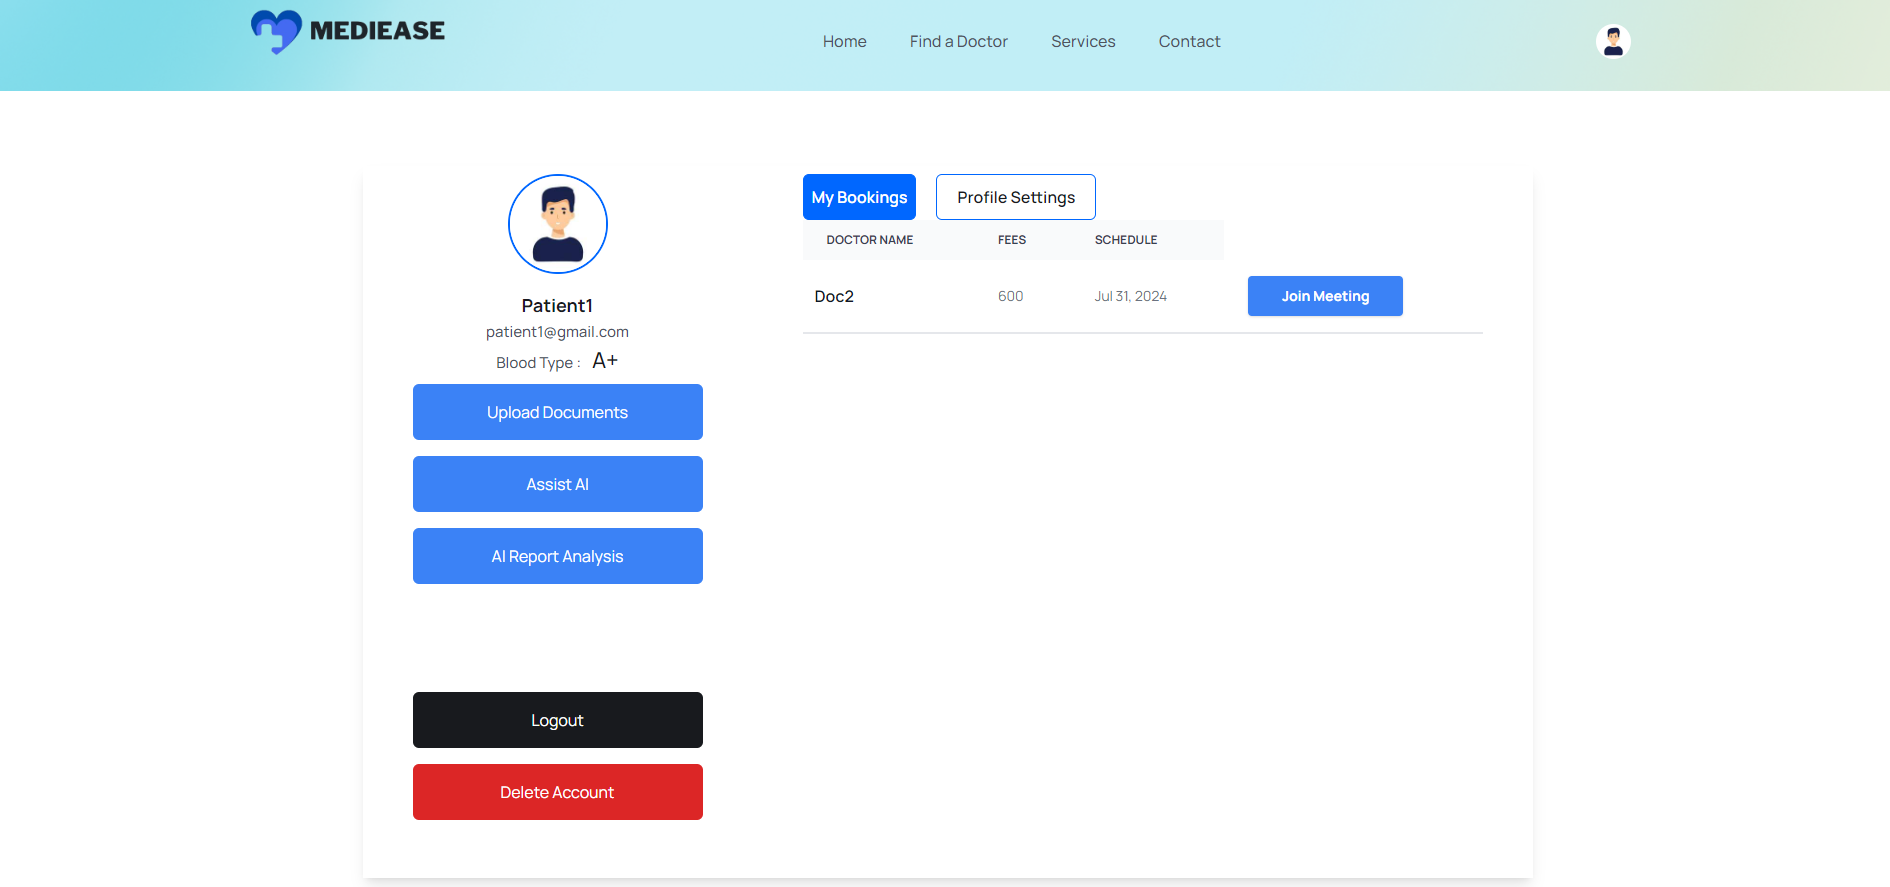 MEDIEASE
Home Find a Doctor Services Contact
Patient1
patient1@gmail.com
Blood Type : A+
Upload Documents
Assist AI
AI Report Analysis
Logout
Delete Account
My Bookings Profile Settings
DOCTOR NAME FEES SCHEDULE
Doc2 600 Jul 31, 2024 Join Meeting